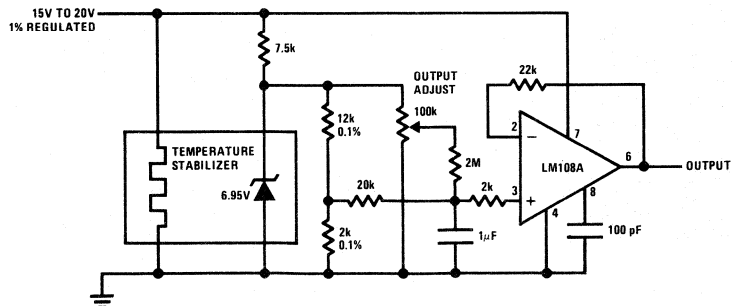 15V TO 20V
1% REGULATED
7.5k
OUTPUT
ADJUST
22k
12k
0.1%
100k
2
−
7
TEMPERATURE
STABILIZER
2M
LM108A
6
OUTPUT
6.95V
20k
2k
3
+
8
4
2k
0.1%
1µF
100 pF